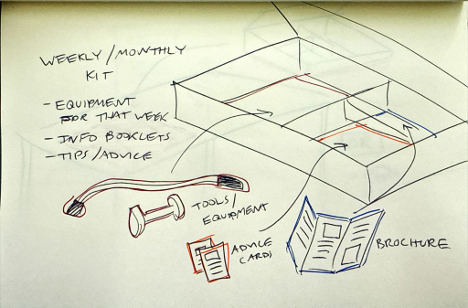 WEEKLY/MONTHLY
KIT
- EQUIPMENT
FOR THAT WEEK
- INFO BOOKLETS
- TIPS/ADVICE
TOOLS/
EQUIPMENT
ADVICE
CARDS
BROCHURE